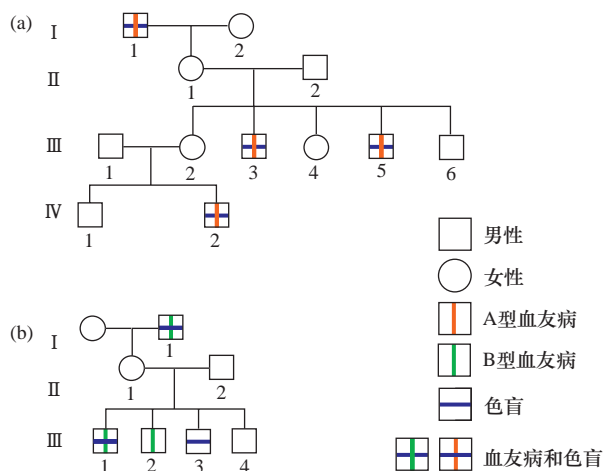 (a)
I
1 2
II
1 2
III
1 2 3 4 5 6
IV
1 2
男性
女性
A型血友病
B型血友病
色盲
血友病和色盲
(b)
I
1
II
1 2
III
1 2 3 4